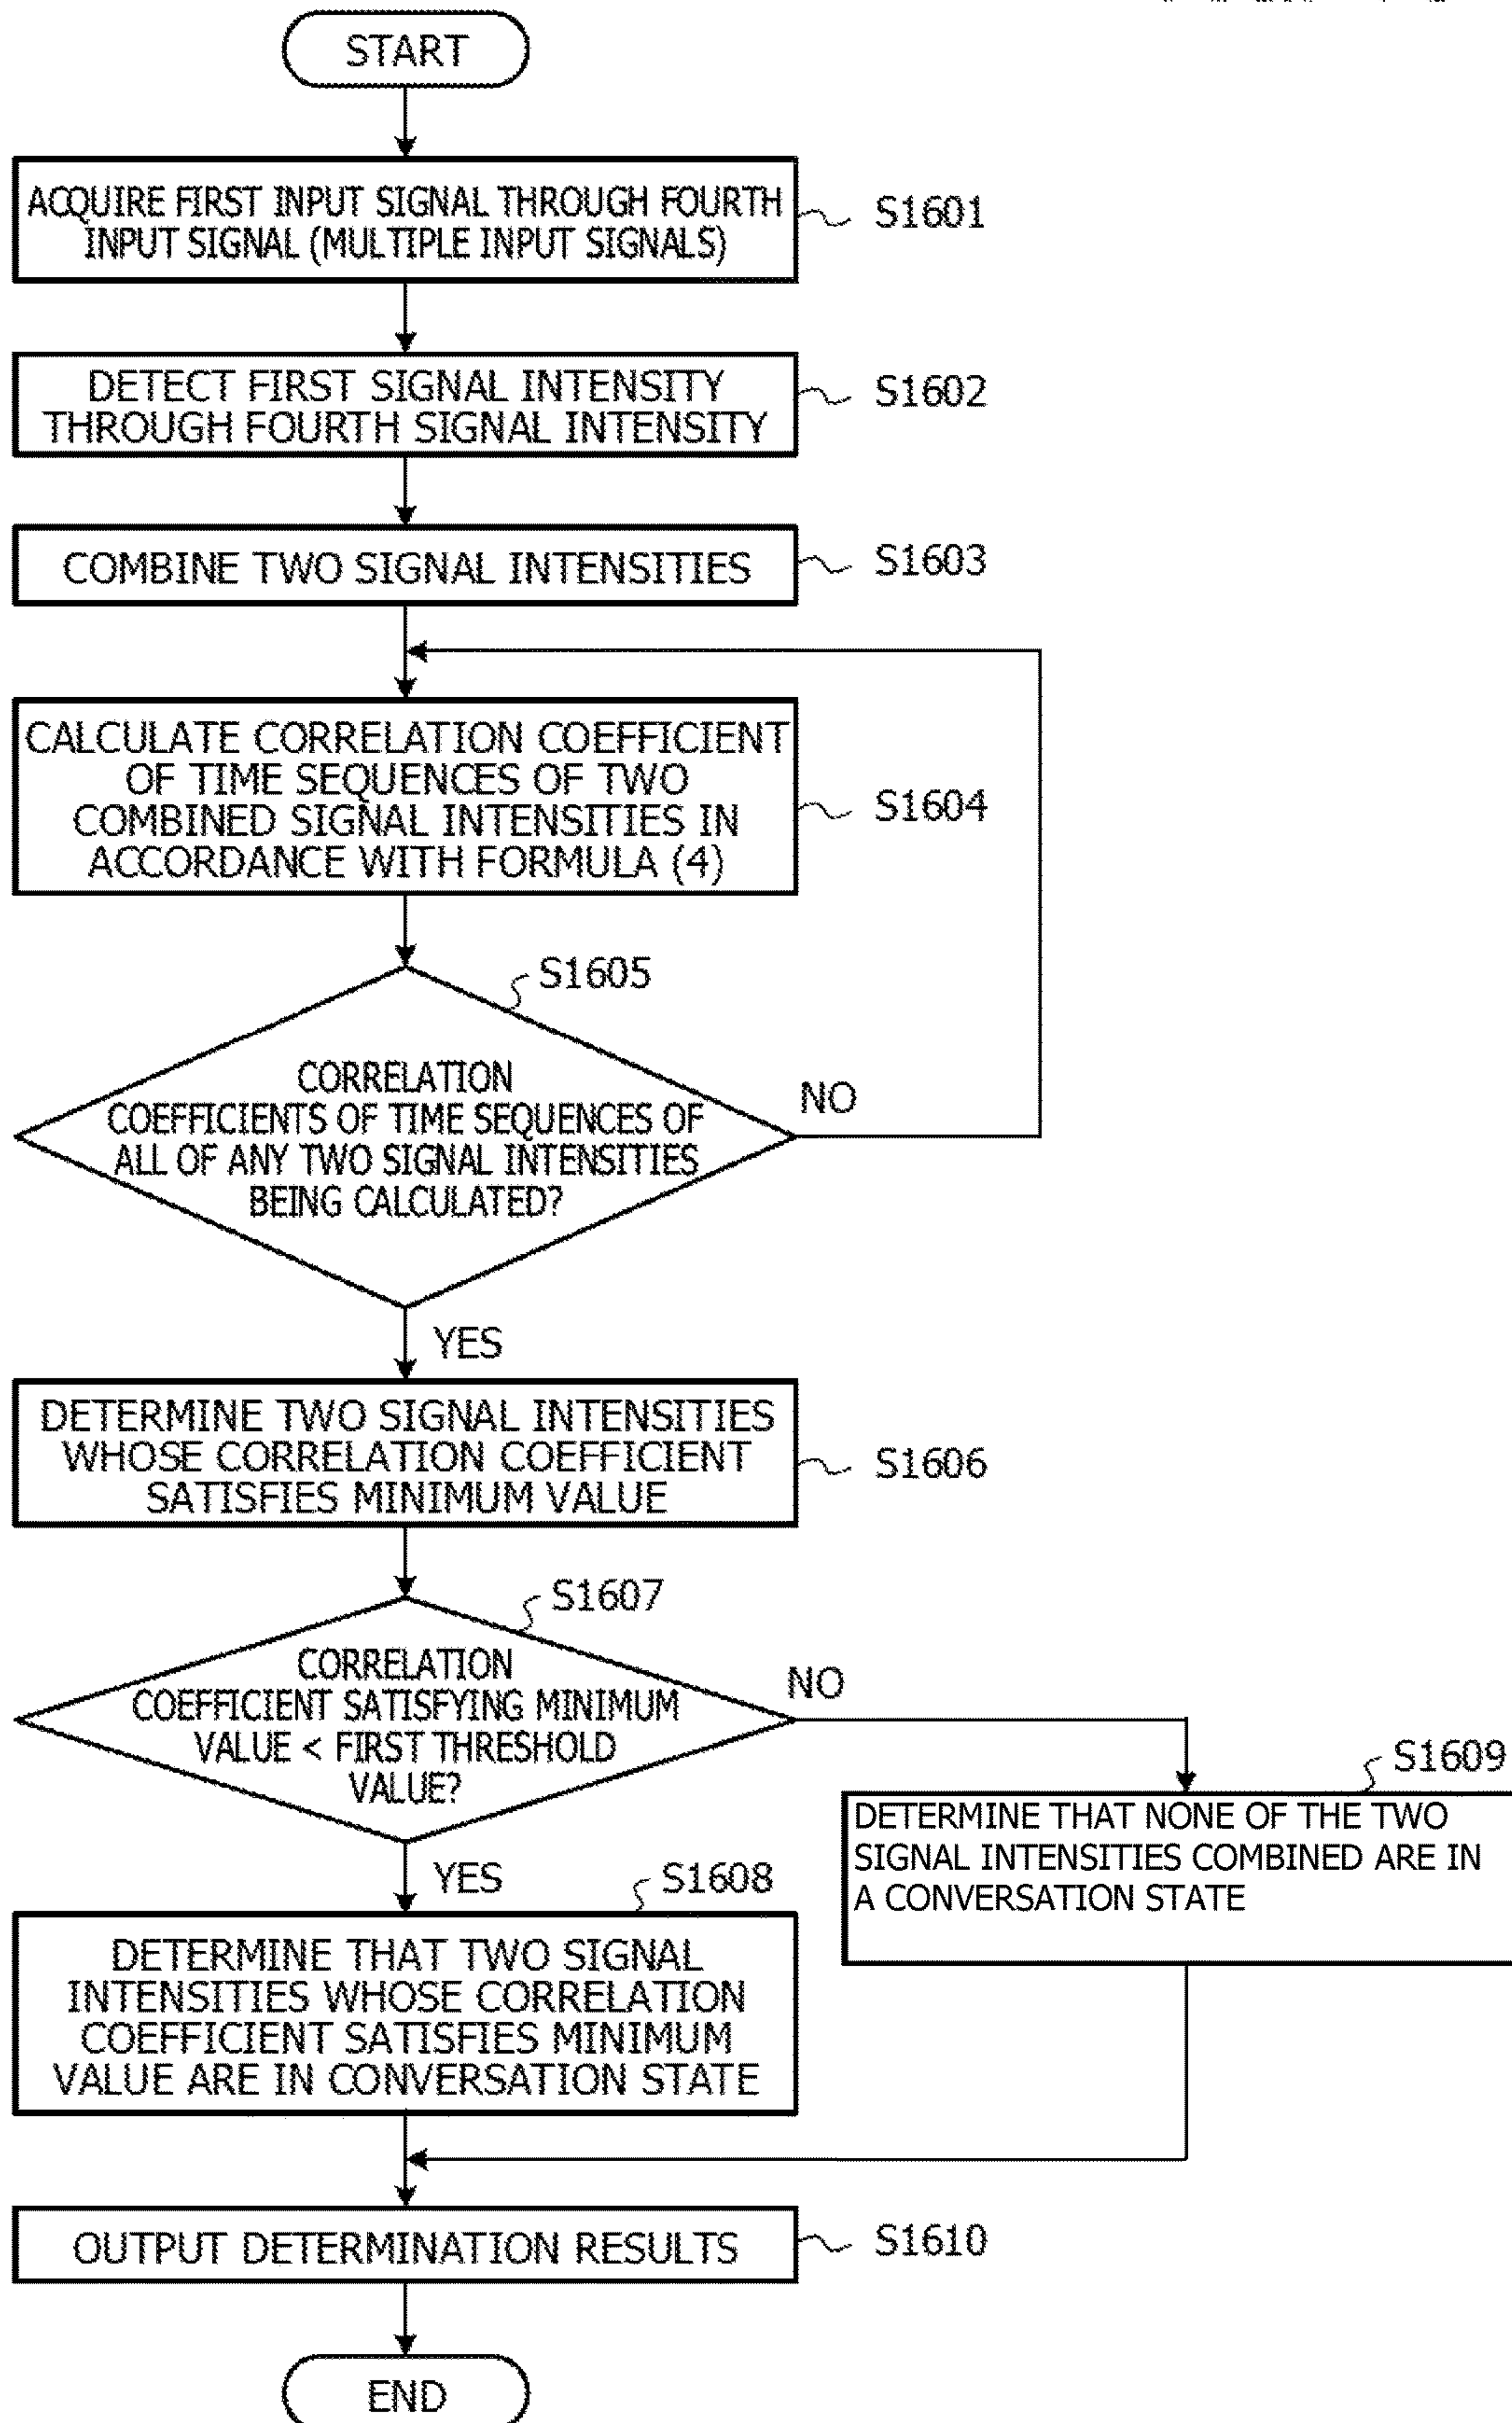 START
ACQUIRE FIRST INPUT SIGNAL THROUGH FOURTH
INPUT SIGNAL (MULTIPLE INPUT SIGNALS)
S1601
DETECT FIRST SIGNAL INTENSITY
THROUGH FOURTH SIGNAL INTENSITY
S1602
COMBINE TWO SIGNAL INTENSITIES
S1603
CALCULATE CORRELATION COEFFICIENT
OF TIME SEQUENCES OF TWO
COMBINED SIGNAL INTENSITIES IN
ACCORDANCE WITH FORMULA (4)
S1604
S1605
CORRELATION
COEFFICIENTS OF TIME SEQUENCES OF
ALL OF ANY TWO SIGNAL INTENSITIES
BEING CALCULATED?
NO
YES
DETERMINE TWO SIGNAL INTENSITIES
WHOSE CORRELATION COEFFICIENT
SATISFIES MINIMUM VALUE
S1606
S1607
CORRELATION
COEFFICIENT SATISFYING MINIMUM
VALUE < FIRST THRESHOLD
VALUE?
NO
YES
S1609
DETERMINE THAT NONE OF THE TWO
SIGNAL INTENSITIES COMBINED ARE IN
A CONVERSATION STATE
S1608
DETERMINE THAT TWO SIGNAL
INTENSITIES WHOSE CORRELATION
COEFFICIENT SATISFIES MINIMUM
VALUE ARE IN CONVERSATION STATE
OUTPUT DETERMINATION RESULTS
S1610
END